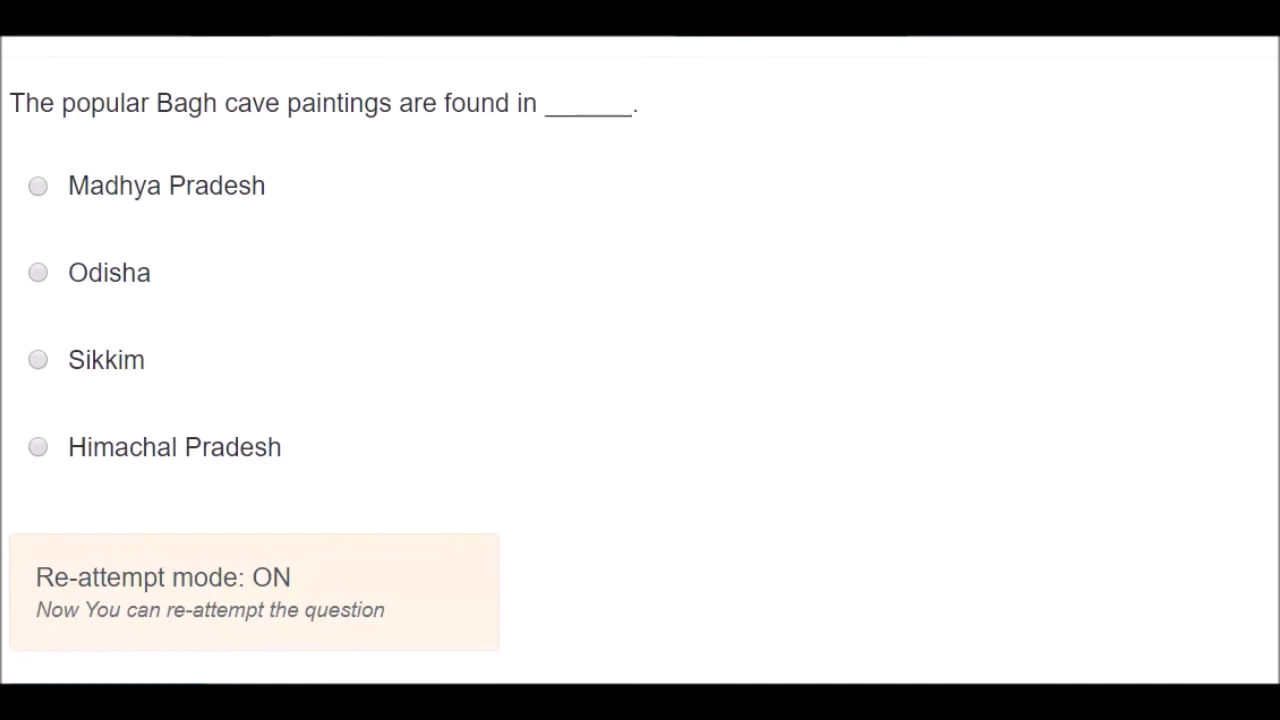 The popular Bagh cave paintings are found in ______.
Madhya Pradesh
Odisha
Sikkim
Himachal Pradesh
Re-attempt mode: ON
Now You can re-attempt the question